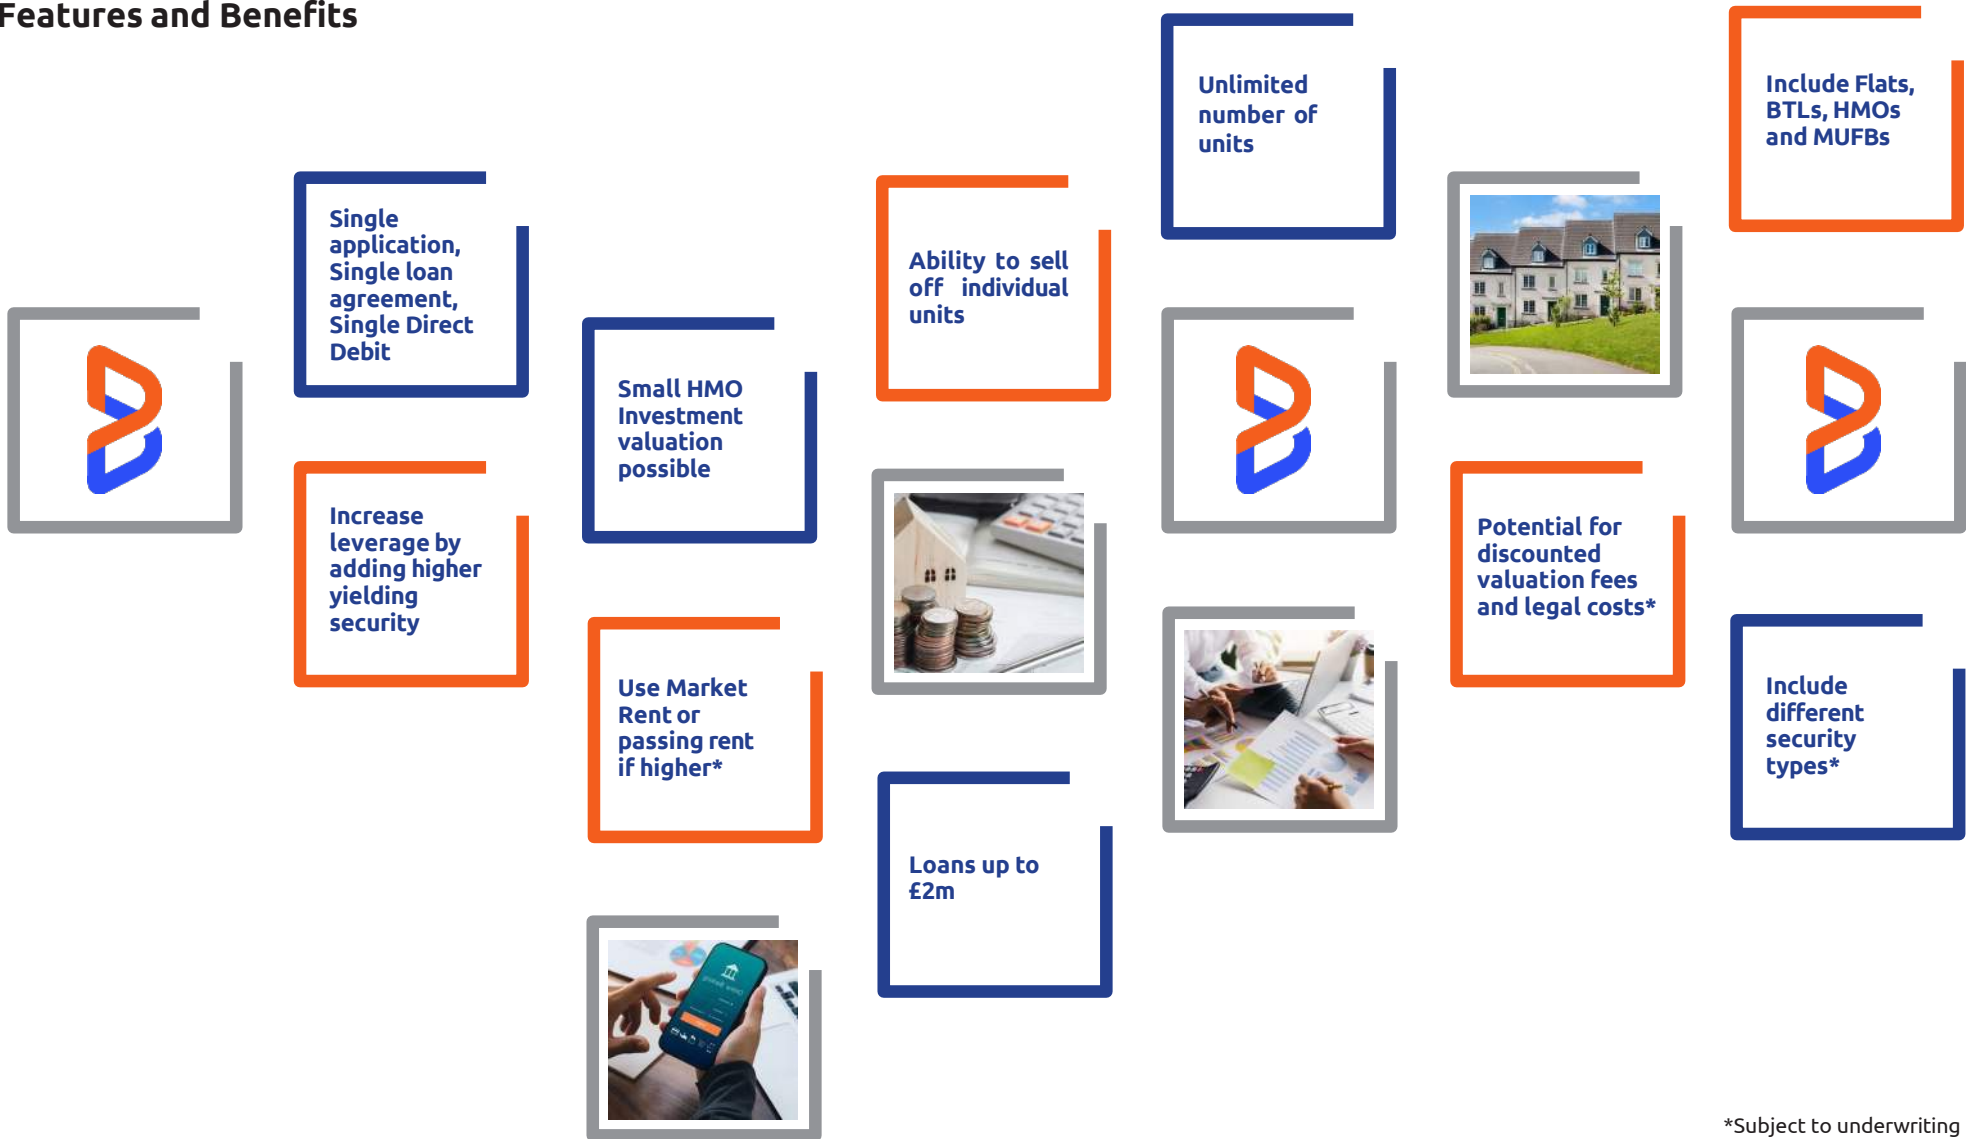 Features and Benefits
Single
application,
Single loan
agreement,
Single Direct
Debit
Increase
leverage by
adding higher
yielding
security
Small HMO
Investment
valuation
possible
Use Market
Rent or
passing rent
if higher*
Ability to sell
off individual
units
Loans up to
£2m
Unlimited
number of
units
Potential for
discounted
valuation fees
and legal costs*
Include Flats,
BTLs, HMOs
and MUFBs
Include
different
security
types*
*Subject to underwriting